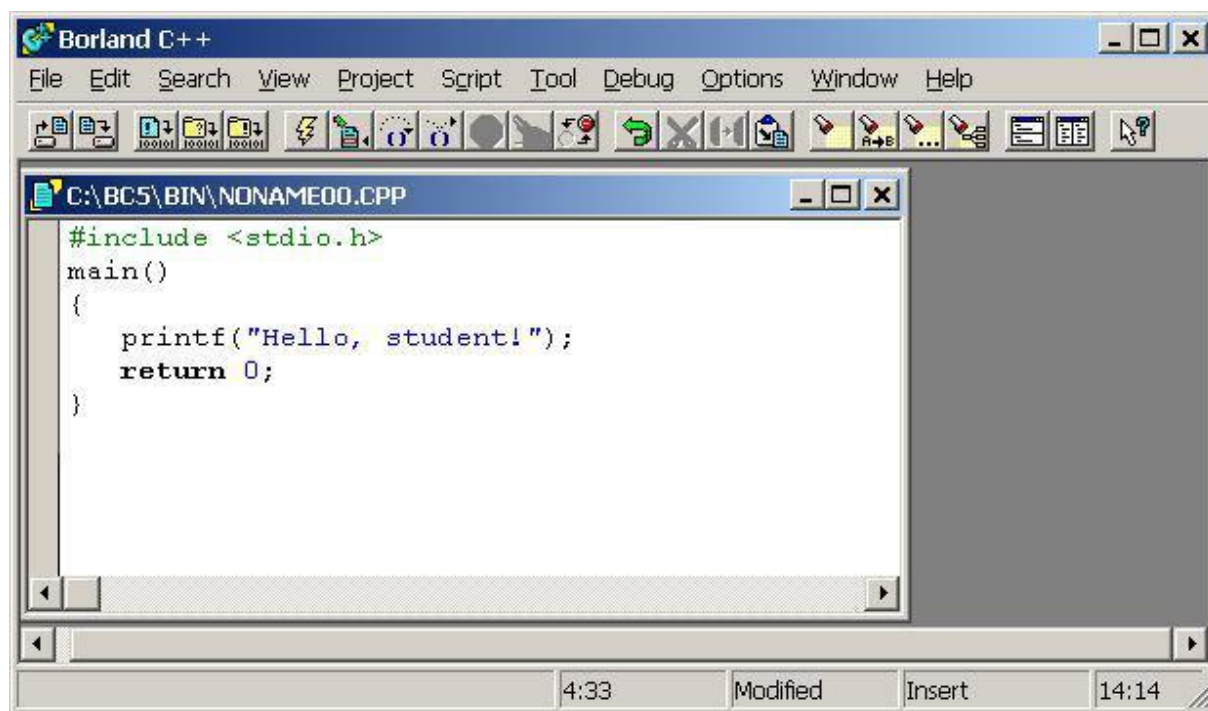 Borland C++
File Edit Search View Project Script Tool Debug Options Window Help
C:\BC5\BIN\NONAME00.CPP
#include <stdio.h>
main()
{
   printf("Hello, student!");
   return 0;
}
4:33 Modified Insert 14:14